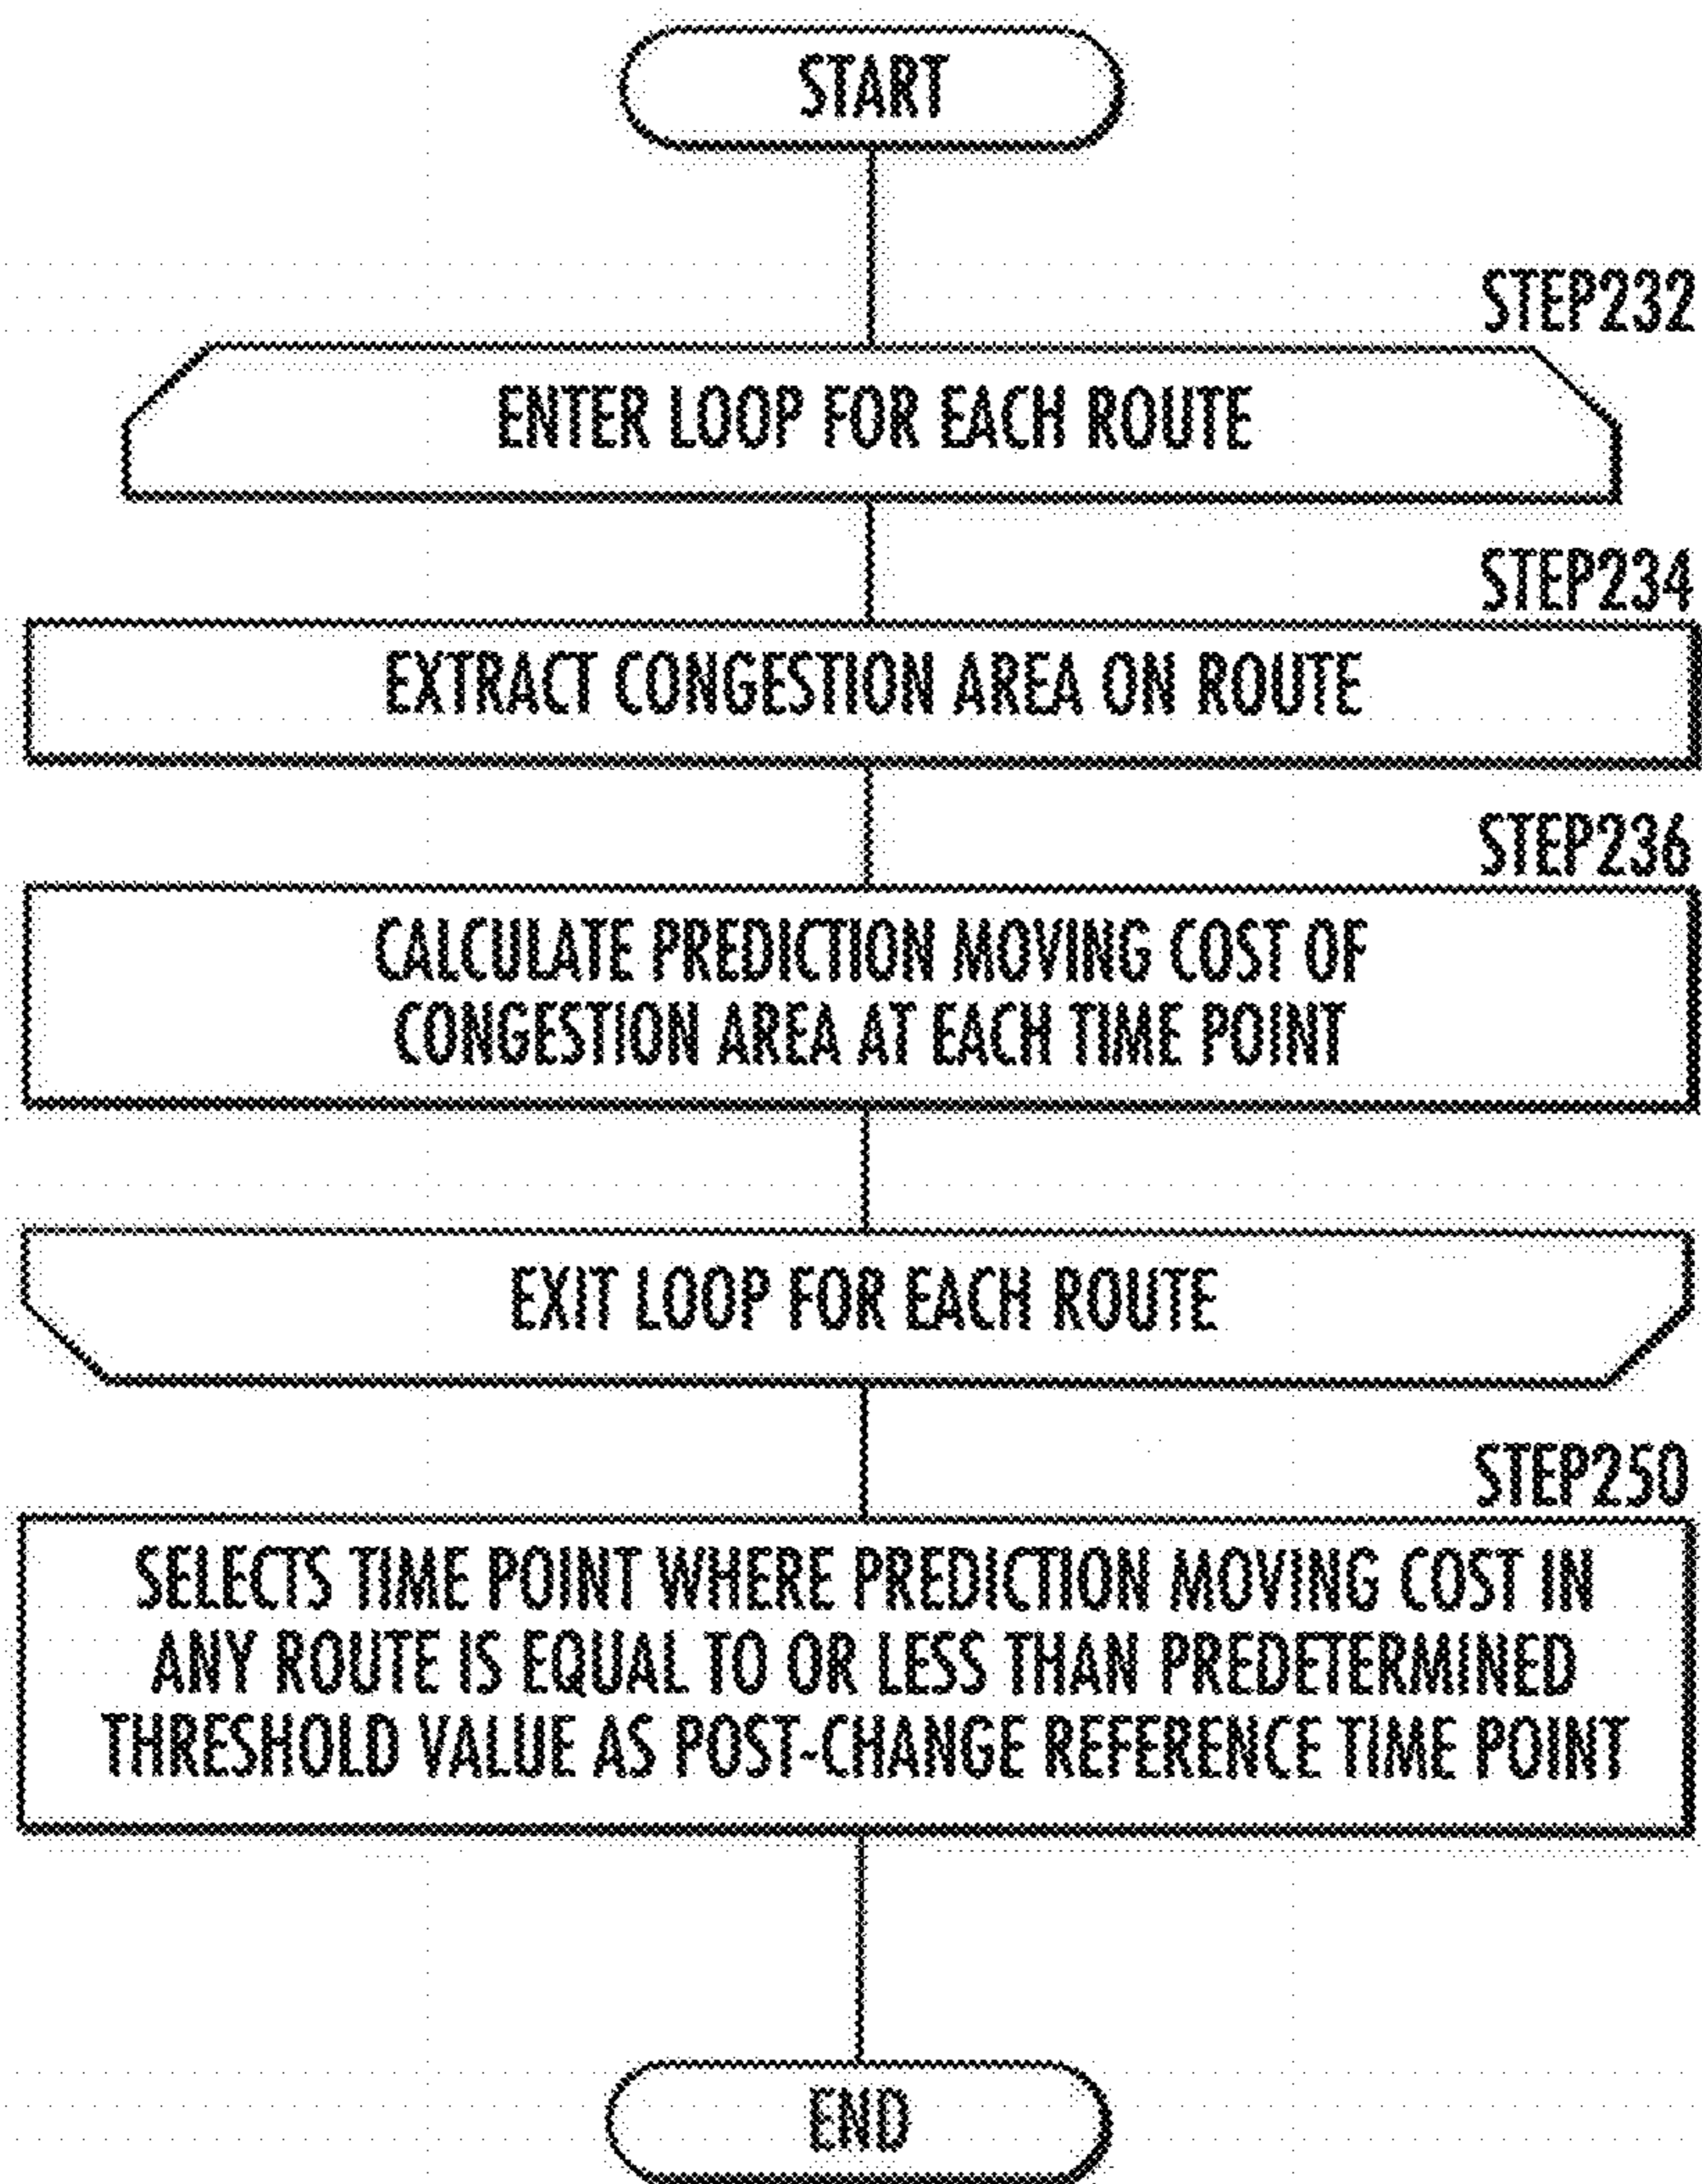 START
STEP232
ENTER LOOP FOR EACH ROUTE
STEP234
EXTRACT CONGESTION AREA ON ROUTE
STEP236
CALCULATE PREDICTION MOVING COST OF
CONGESTION AREA AT EACH TIME POINT
EXIT LOOP FOR EACH ROUTE
STEP250
SELECTS TIME POINT WHERE PREDICTION MOVING COST IN
ANY ROUTE IS EQUAL TO OR LESS THAN PREDETERMINED
THRESHOLD VALUE AS POST-CHANGE REFERENCE TIME POINT
END